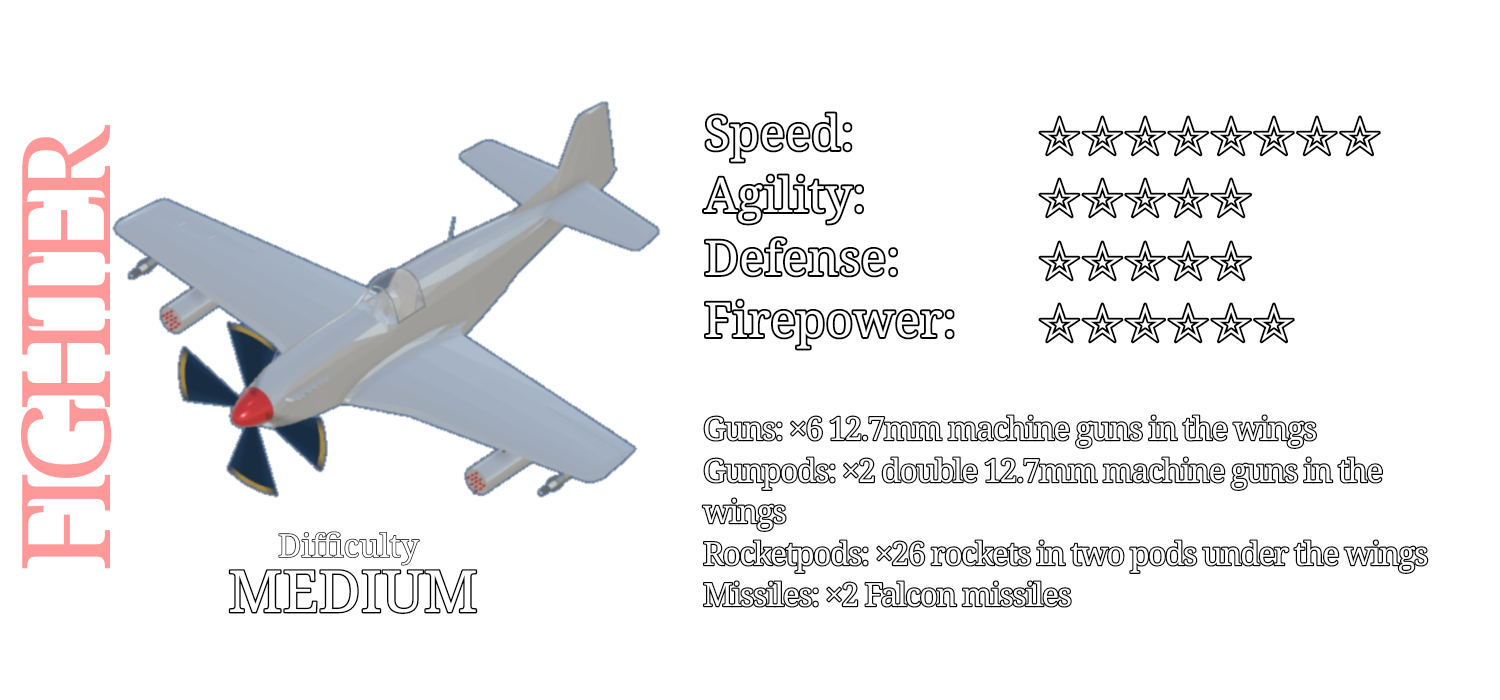 FIGHTER
Speed: ☆☆☆☆☆☆☆☆
Agility: ☆☆☆☆☆
Defense: ☆☆☆☆☆
Firepower: ☆☆☆☆☆☆
Guns: ×6 12.7mm machine guns in the wings
Gunpods: ×2 double 12.7mm machine guns in the
wings
Rocketpods: ×26 rockets in two pods under the wings
Missiles: ×2 Falcon missiles
Difficulty
MEDIUM